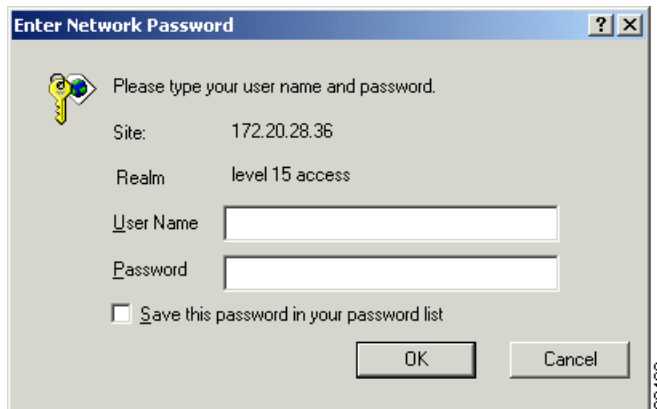 Enter Network Password
? X
Please type your user name and password.
Site: 172.20.28.36
Realm level 15 access
User Name
Password
Save this password in your password list
OK Cancel